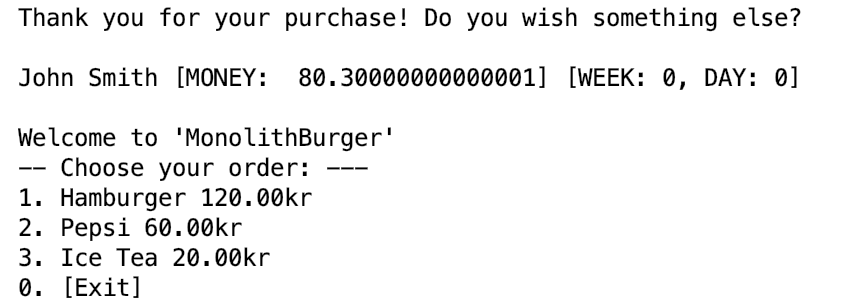 Thank you for your purchase! Do you wish something else?
John Smith [MONEY:  80.30000000000001] [WEEK: 0, DAY: 0]
Welcome to 'MonolithBurger'
-- Choose your order: ---
1. Hamburger 120.00kr
2. Pepsi 60.00kr
3. Ice Tea 20.00kr
0. [Exit]